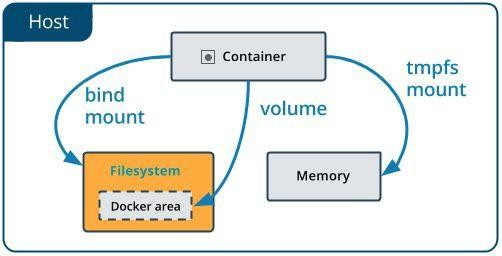 Host
Container
bind
mount
volume
tmpfs
mount
Filesystem
Docker area
Memory